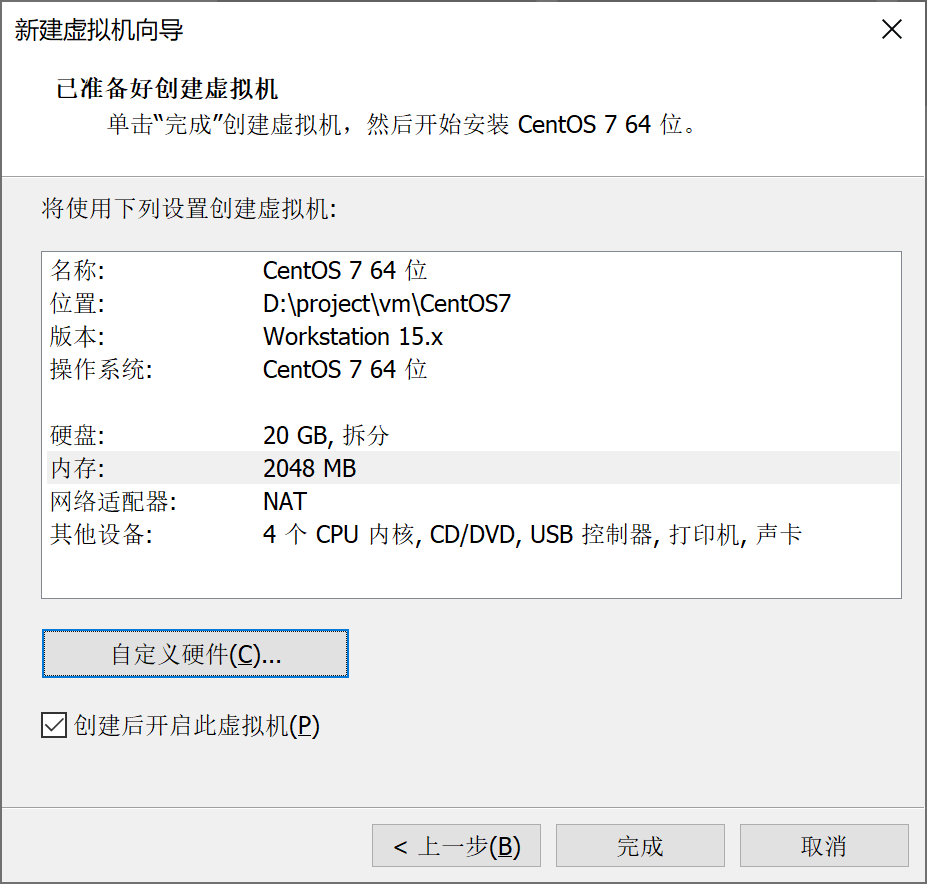 新建虚拟机向导
已准备好创建虚拟机
单击“完成”创建虚拟机，然后开始安装 CentOS 7 64 位。
将使用下列设置创建虚拟机:
名称: CentOS 7 64 位
位置: D:\project\vm\CentOS7
版本: Workstation 15.x
操作系统: CentOS 7 64 位
硬盘: 20 GB, 拆分
内存: 2048 MB
网络适配器: NAT
其他设备: 4 个 CPU 内核, CD/DVD, USB 控制器, 打印机, 声卡
自定义硬件(C)...
创建后开启此虚拟机(P)
< 上一步(B) 完成 取消